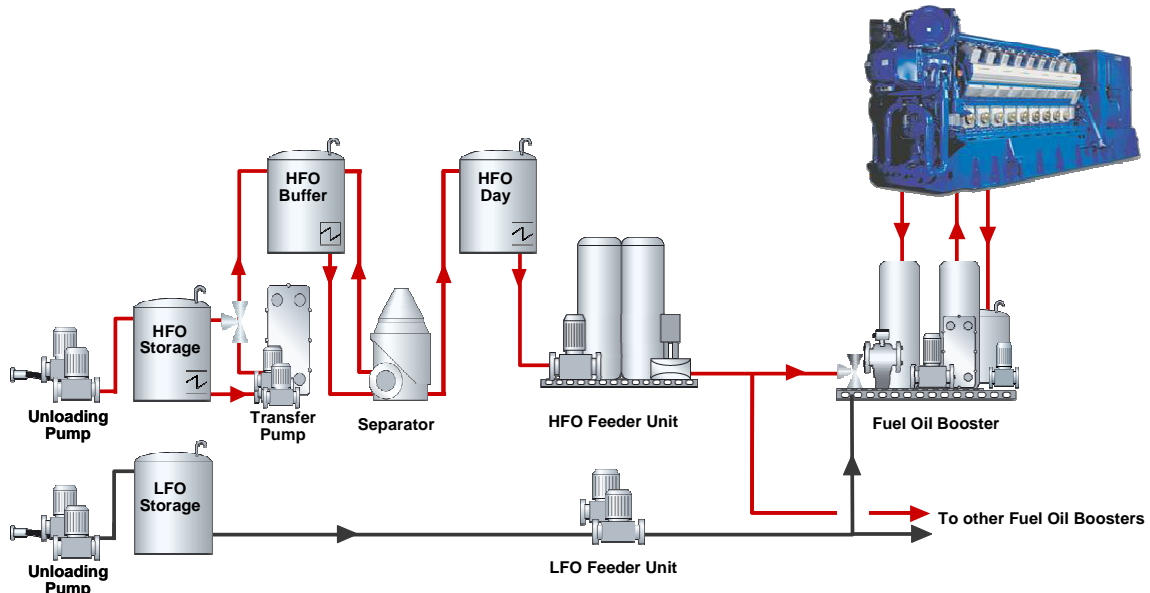 HFO
Buffer
HFO
Day
HFO
Storage
Unloading
Pump
Transfer
Pump
Separator
HFO Feeder Unit
Fuel Oil Booster
LFO
Storage
To other Fuel Oil Boosters
Unloading
Pump
LFO Feeder Unit